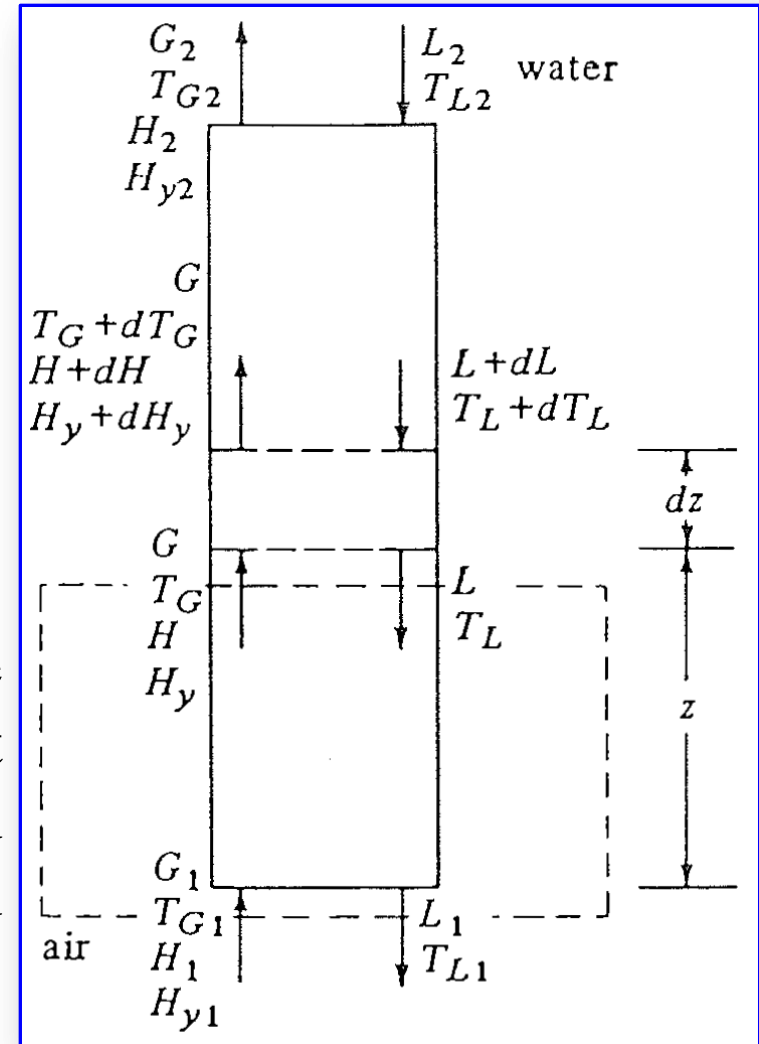 G2 L2 water
TG2 TL2
H2
Hy2
G
TG + dTG
H + dH L + dL
Hy + dHy TL + dTL
dz
G
TG L
H TL
Hy z
G1
TG1 L1
air H1 TL1
Hy1